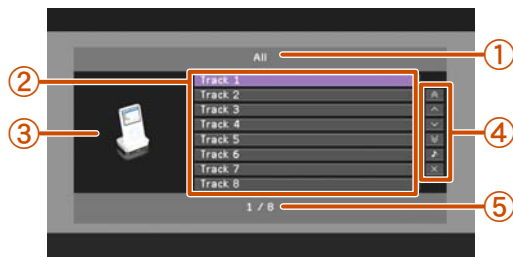 All
①
②
Track 1
Track 2
Track 3
③
Track 4
④
Track 5
Track 6
Track 7
Track 8
1 / 8
⑤